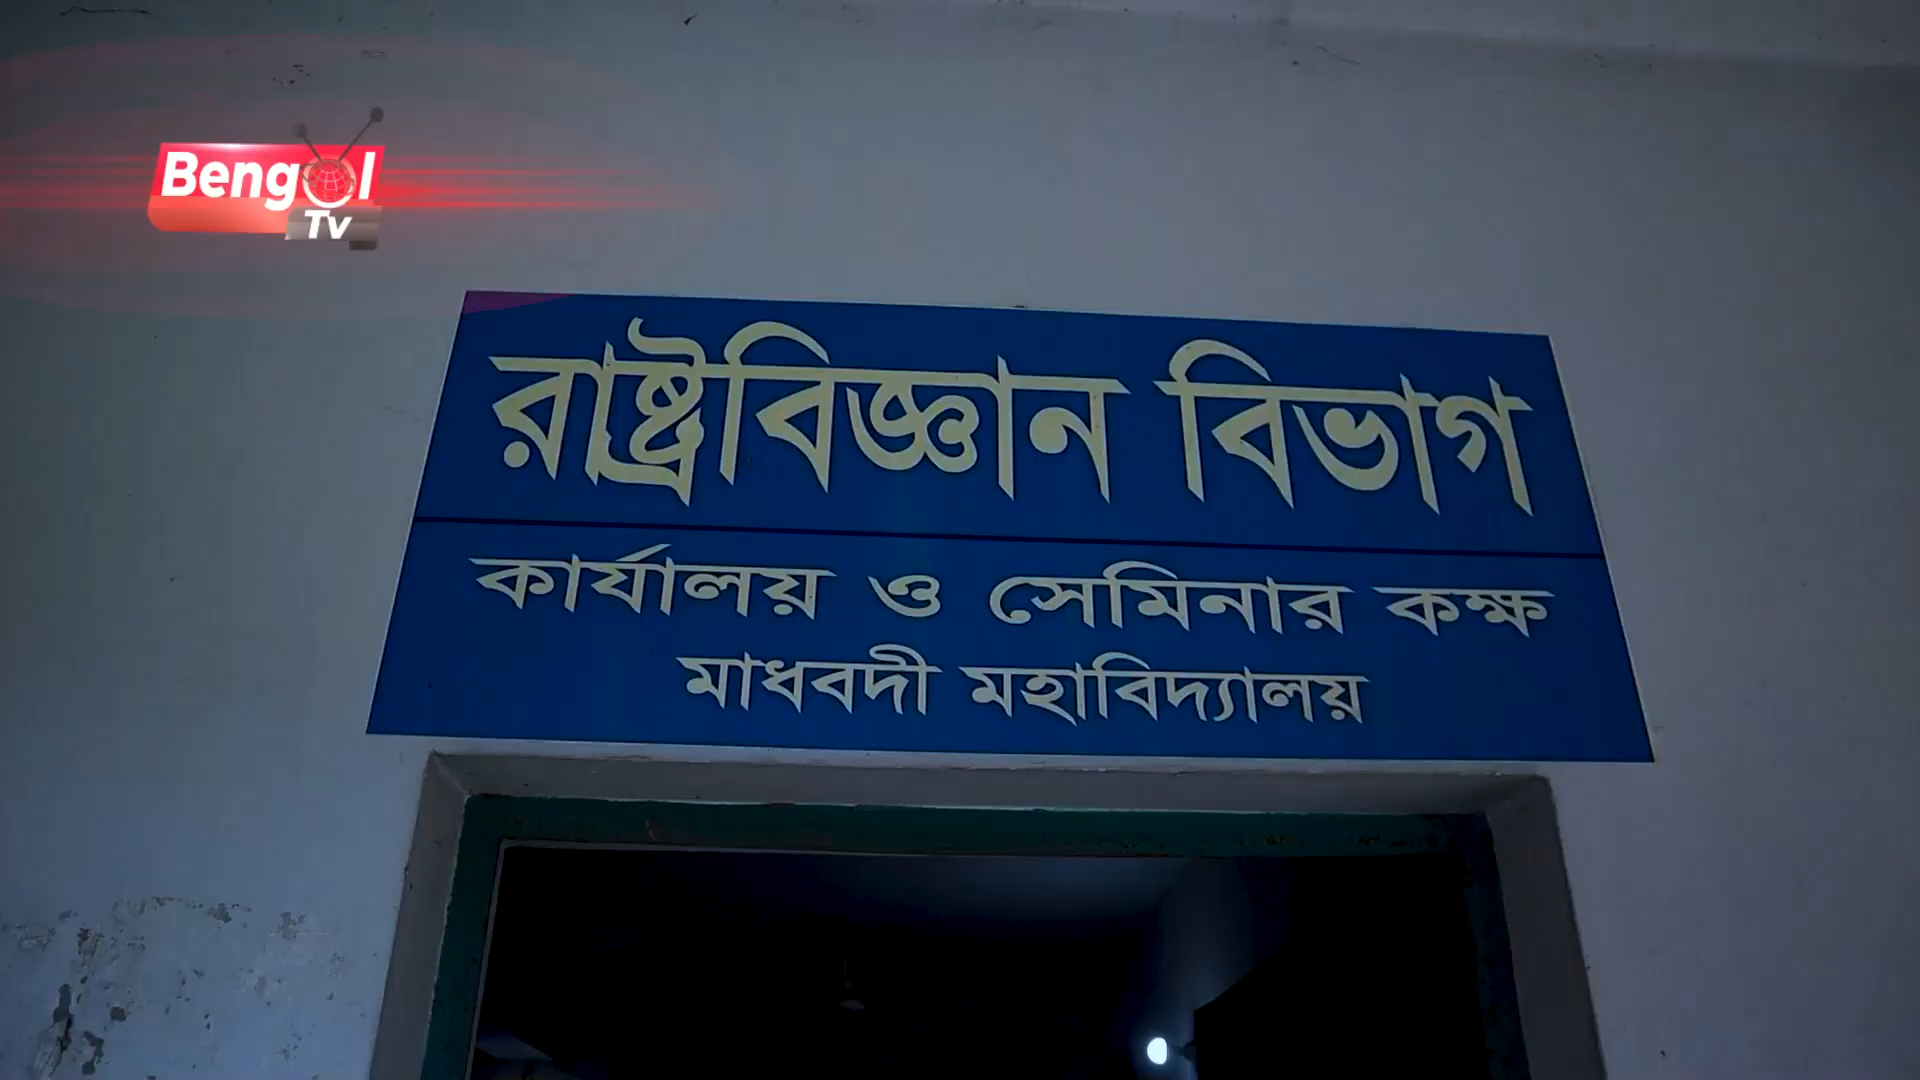 Bengol
Tv
রাষ্ট্রবিজ্ঞান বিভাগ
কার্যালয় ও সেমিনার কক্ষ
মাধবদী মহাবিদ্যালয়